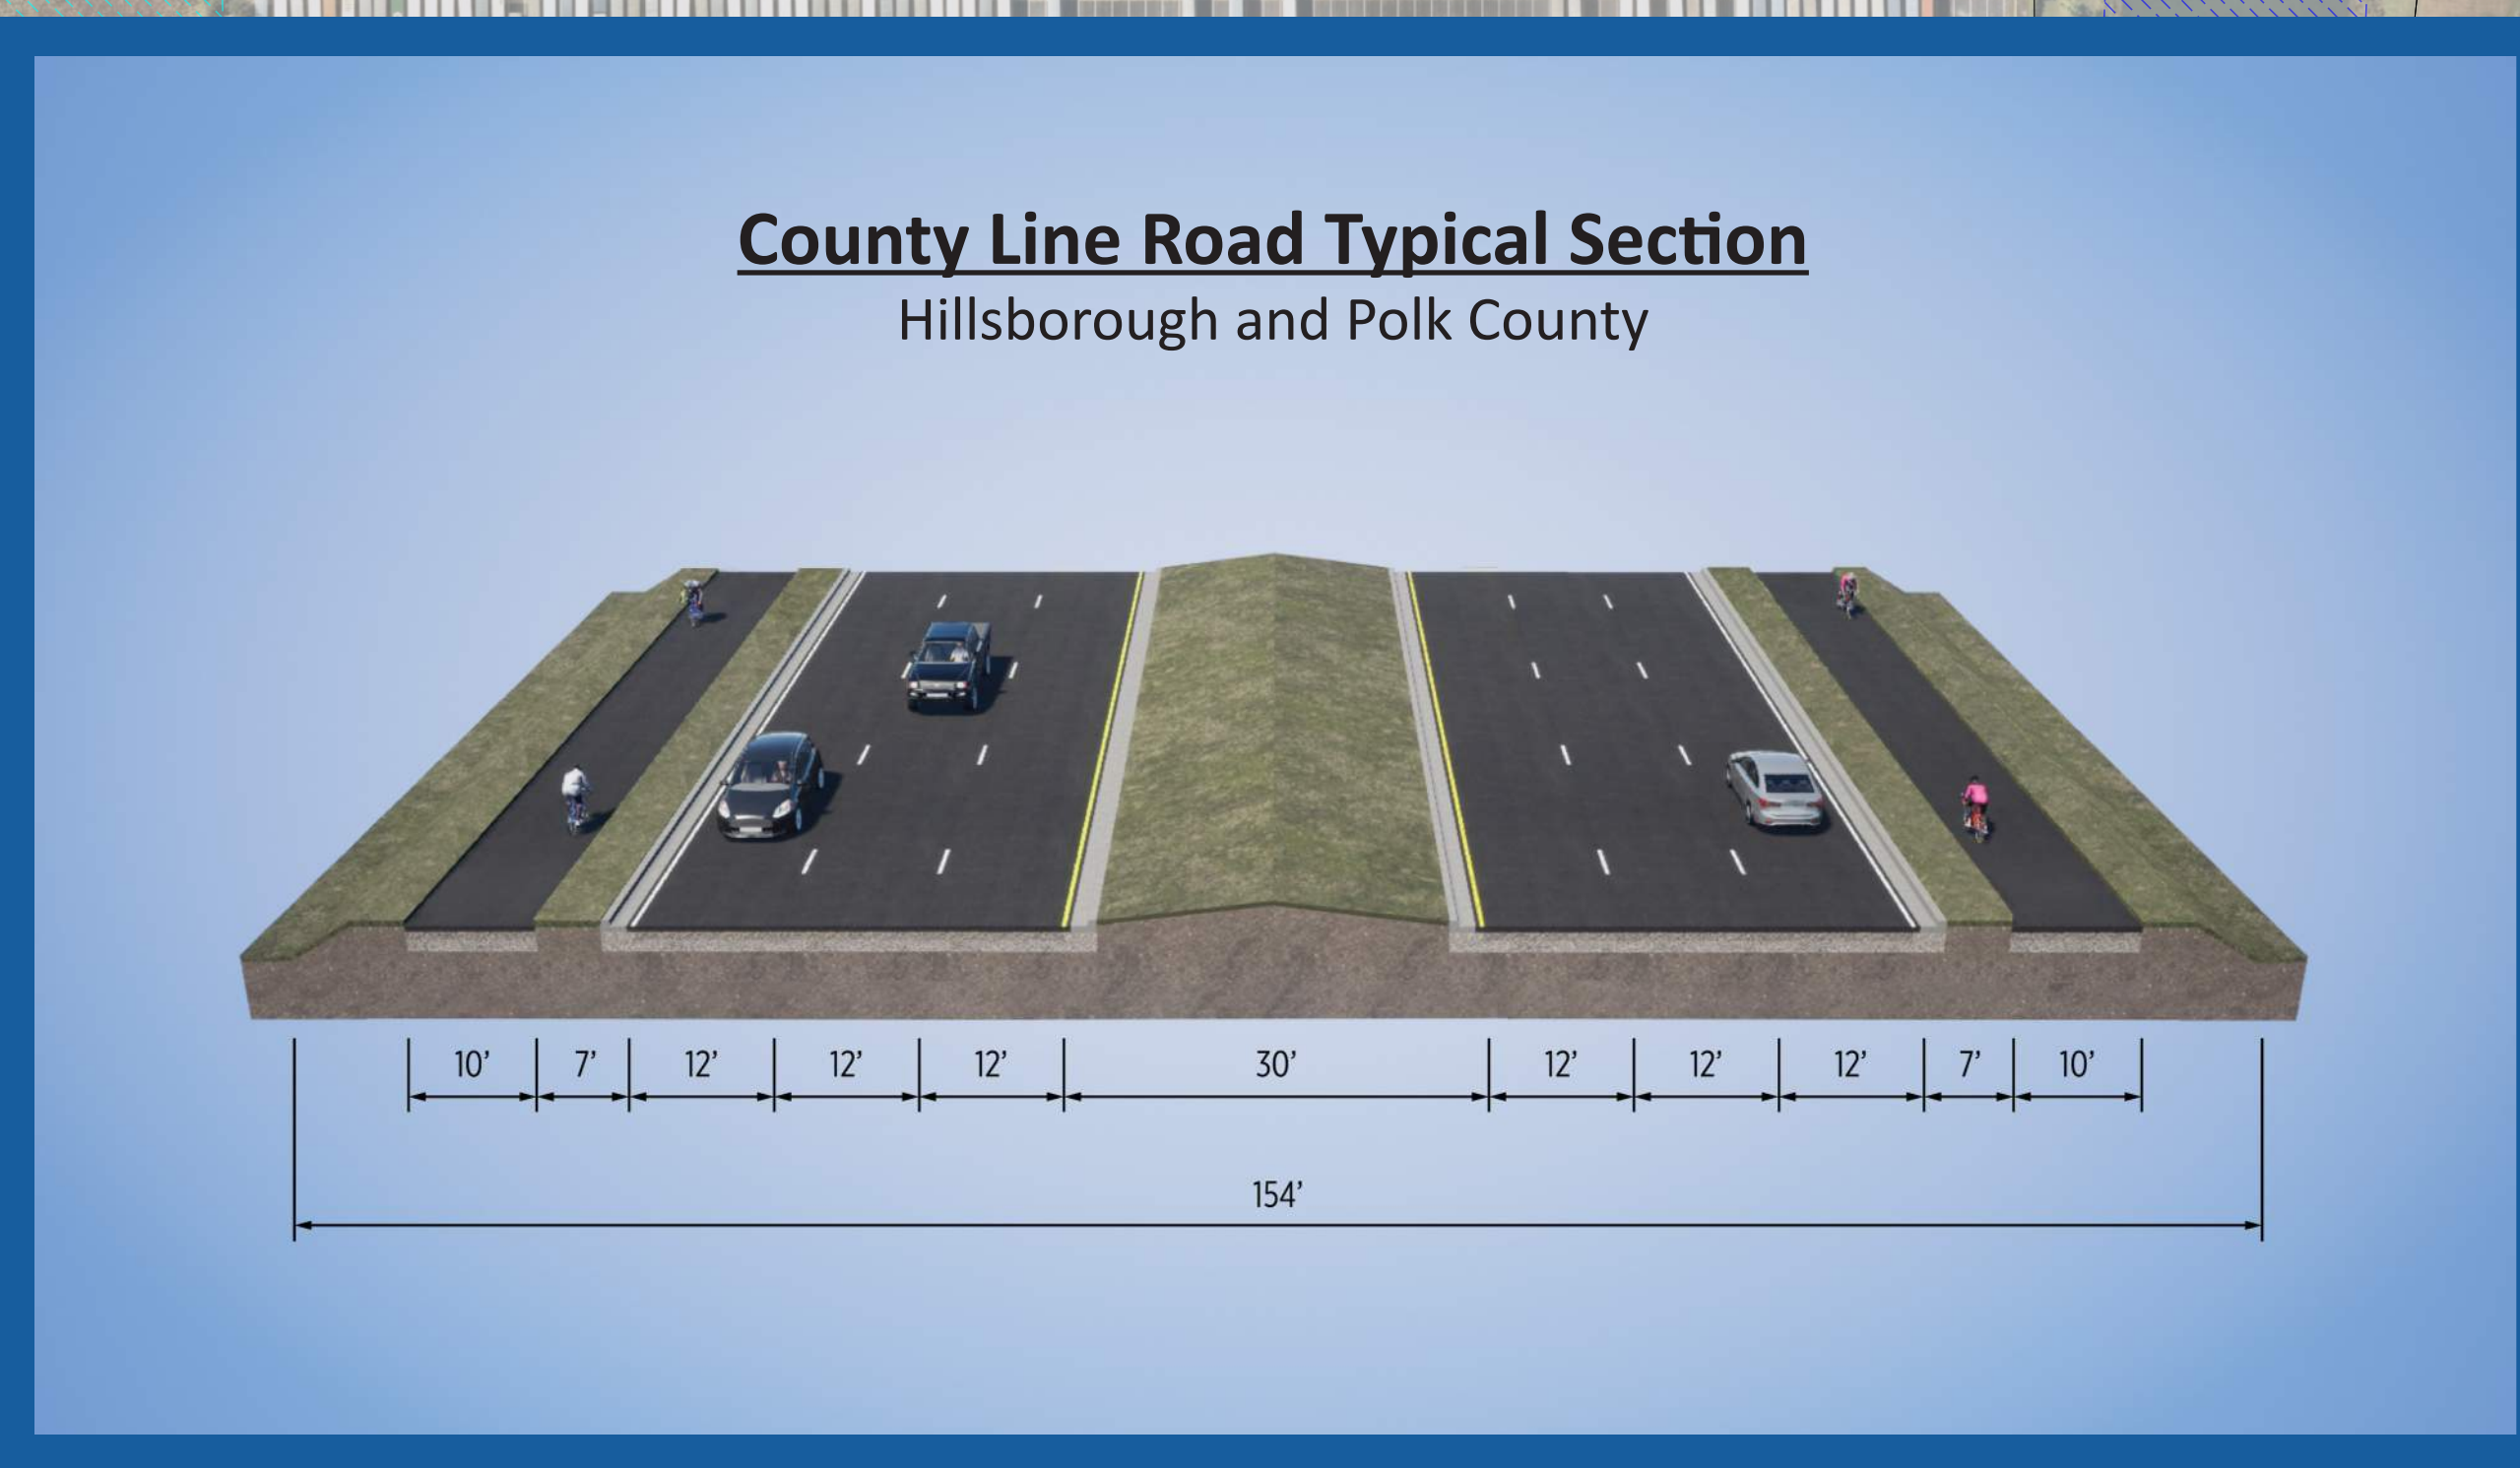 County Line Road Typical Section
Hillsborough and Polk County
10’ 7’ 12’ 12’ 12’ 30’ 12’ 12’ 12’ 7’ 10’
154’